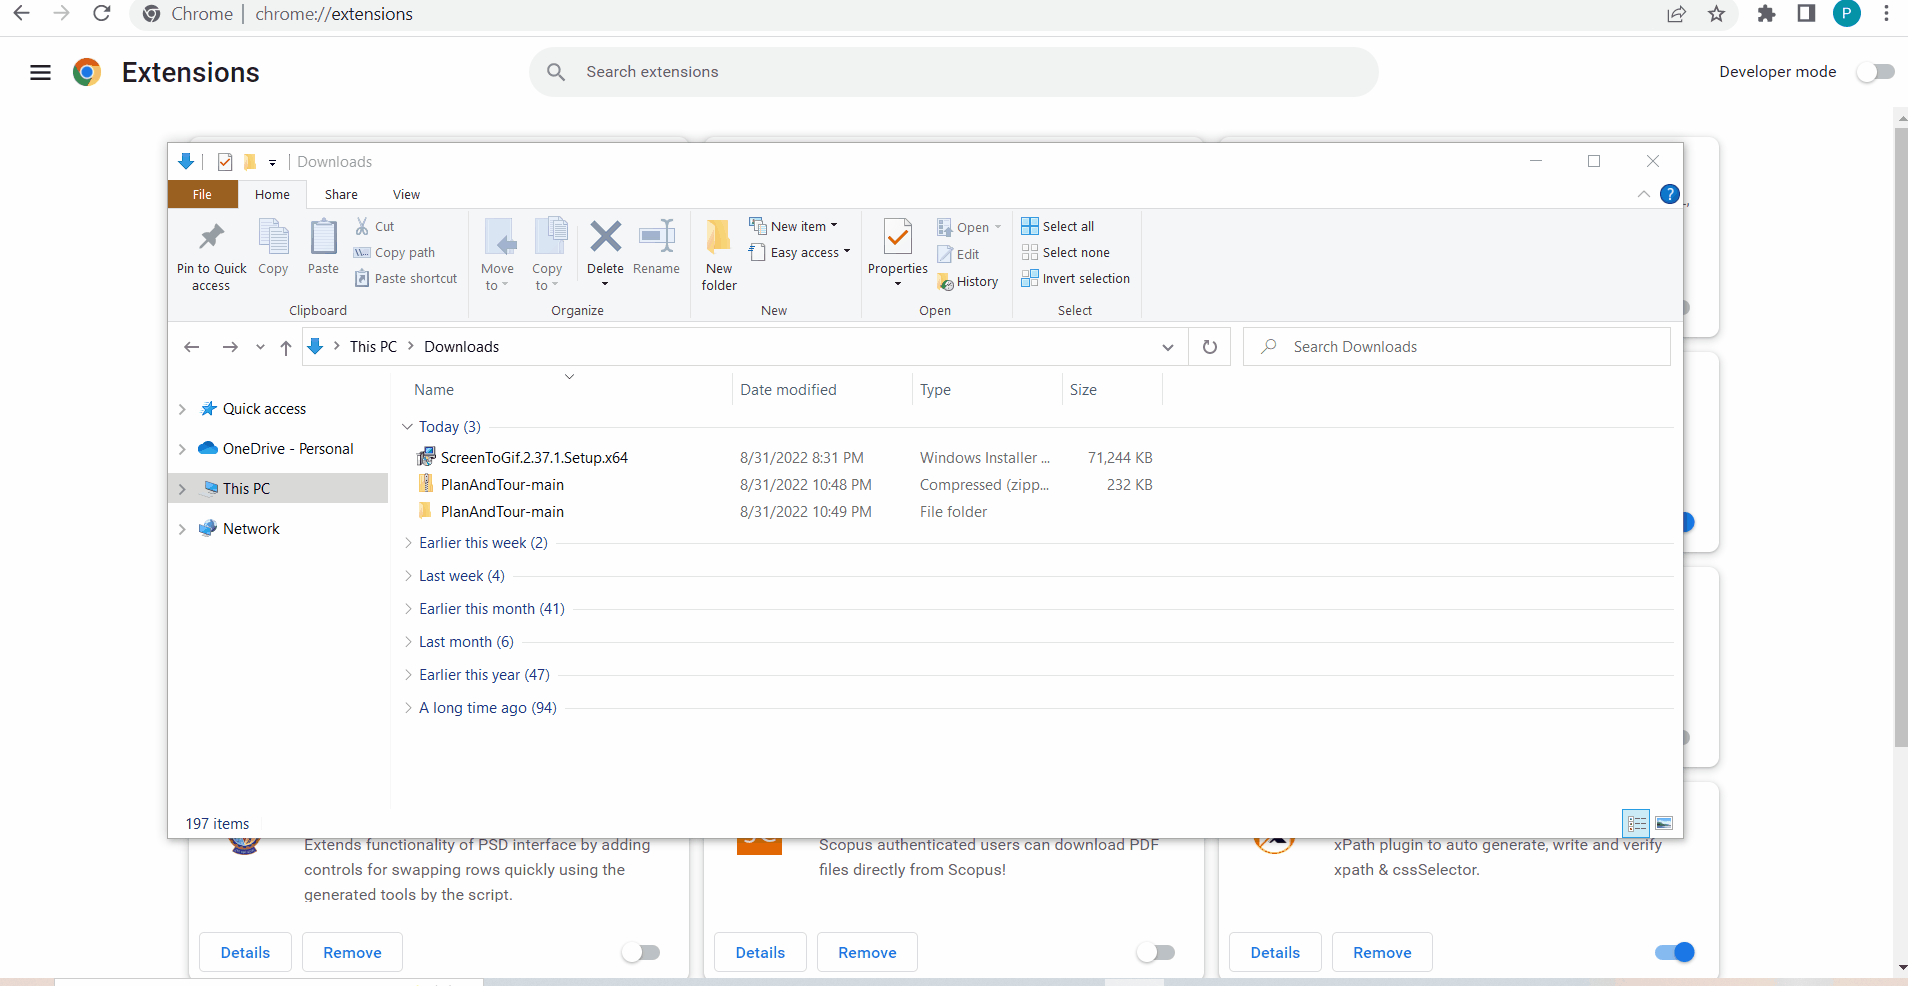 Chrome | chrome://extensions
P
Extensions
Search extensions
Developer mode
Downloads
File Home Share View
?
Pin to Quick access
Copy
Paste
Cut
Copy path
Paste shortcut
Clipboard
Move to
Copy to
Delete
Rename
Organize
New folder
New item
Easy access
New
Properties
Open
Edit
History
Open
Select all
Select none
Invert selection
Select
This PC > Downloads
Search Downloads
Quick access
OneDrive - Personal
This PC
Network
Name Date modified Type Size
Today (3)
ScreenToGif.2.37.1.Setup.x64 8/31/2022 8:31 PM Windows Installer ... 71,244 KB
PlanAndTour-main 8/31/2022 10:48 PM Compressed (zipp... 232 KB
PlanAndTour-main 8/31/2022 10:49 PM File folder
Earlier this week (2)
Last week (4)
Earlier this month (41)
Last month (6)
Earlier this year (47)
A long time ago (94)
197 items
Extends functionality of PSD interface by adding
controls for swapping rows quickly using the
generated tools by the script.
Details Remove
Scopus authenticated users can download PDF
files directly from Scopus!
Details Remove
xPath plugin to auto generate, write and verify
xpath & cssSelector.
Details Remove